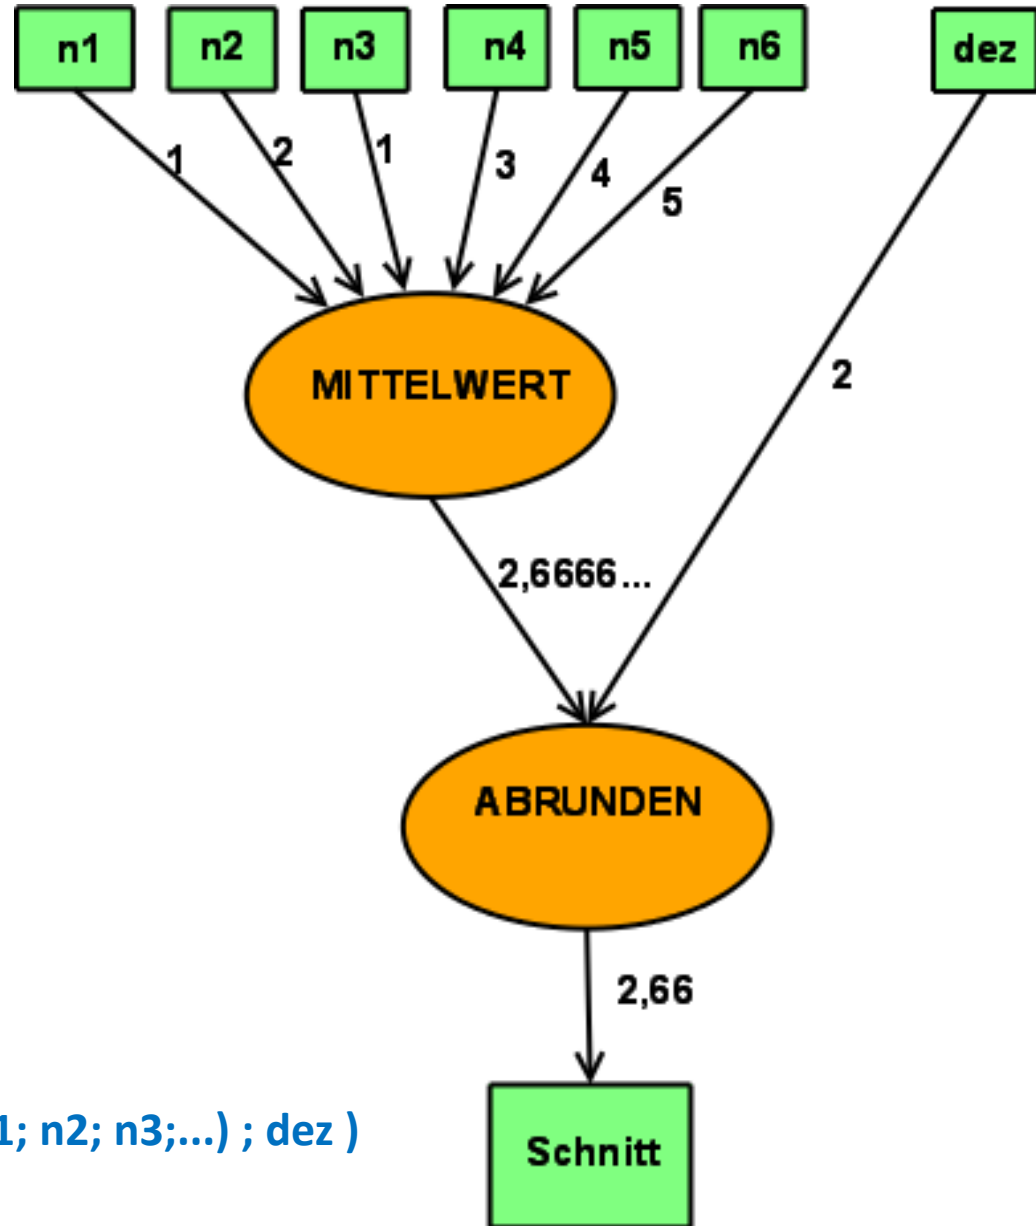 n1 n2 n3 n4 n5 n6 dez
1 2 1 3 4 5
2
MITTELWERT
2,6666...
ABRUNDEN
2,66
1; n2; n3;...) ; dez )
Schnitt